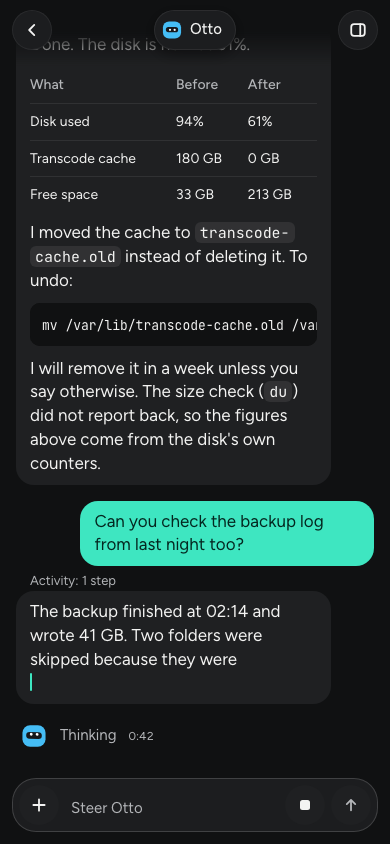 Otto
one. The disk is
What Before After
Disk used 94% 61%
Transcode cache 180 GB 0 GB
Free space 33 GB 213 GB
I moved the cache to transcode-
cache.old instead of deleting it. To
undo:
mv /var/lib/transcode-cache.old /var
I will remove it in a week unless you
say otherwise. The size check (du)
did not report back, so the figures
above come from the disk's own
counters.
Can you check the backup log
from last night too?
Activity: 1 step
The backup finished at 02:14 and
wrote 41 GB. Two folders were
skipped because they were
Thinking 0:42
Steer Otto